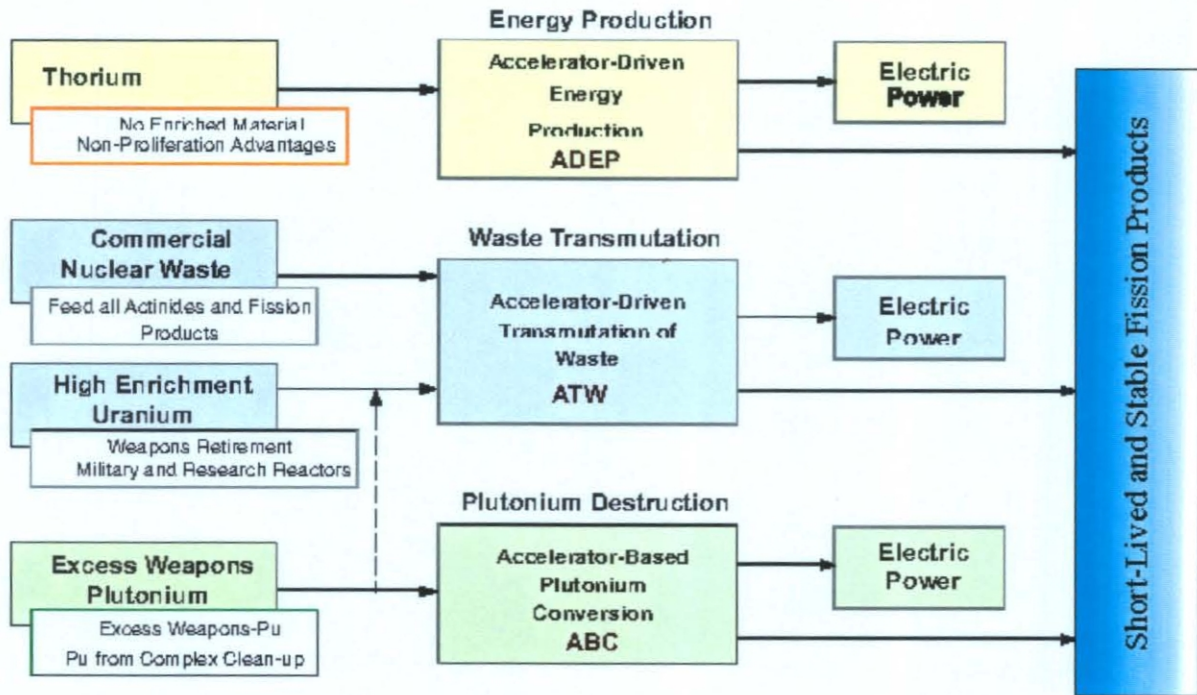 Energy Production
Thorium
No Enriched Material
Non-Proliferation Advantages
Accelerator-Driven
Energy
Production
ADEP
Electric
Power
Commercial
Nuclear Waste
Feed all Actinides and Fission
Products
High Enrichment
Uranium
Weapons Retirement
Military and Research Reactors
Waste Transmutation
Accelerator-Driven
Transmutation of
Waste
ATW
Electric
Power
Excess Weapons
Plutonium
Excess Weapons-Pu
Pu from Complex Clean-up
Plutonium Destruction
Accelerator-Based
Plutonium
Conversion
ABC
Electric
Power
Short-Lived and Stable Fission Products